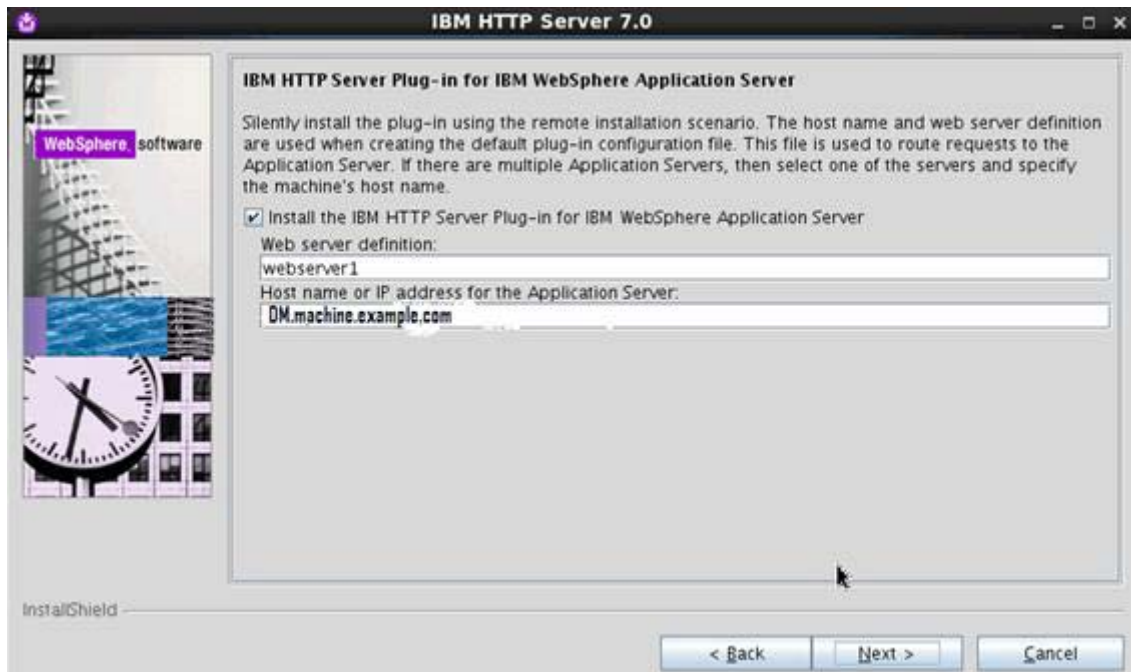 IBM HTTP Server 7.0
WebSphere software
IBM HTTP Server Plug-in for IBM WebSphere Application Server
Silently install the plug-in using the remote installation scenario. The host name and web server definition
are used when creating the default plug-in configuration file. This file is used to route requests to the
Application Server. If there are multiple Application Servers, then select one of the servers and specify
the machine's host name.
Install the IBM HTTP Server Plug-in for IBM WebSphere Application Server
Web server definition:
webserver1
Host name or IP address for the Application Server:
DM.machine.example.com
InstallShield
< Back
Next >
Cancel